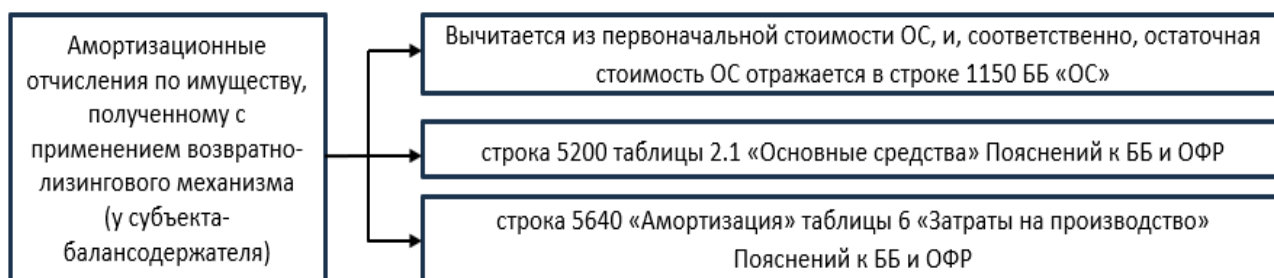 Амортизационные
отчисления по имуществу,
полученному с
применением возвратно-
лизингового механизма
(у субъекта-
балансодержателя)
Вычитается из первоначальной стоимости ОС, и, соответственно, остаточная
стоимость ОС отражается в строке 1150 ББ «ОС»
строка 5200 таблицы 2.1 «Основные средства» Пояснений к ББ и ОФР
строка 5640 «Амортизация» таблицы 6 «Затраты на производство»
Пояснений к ББ и ОФР